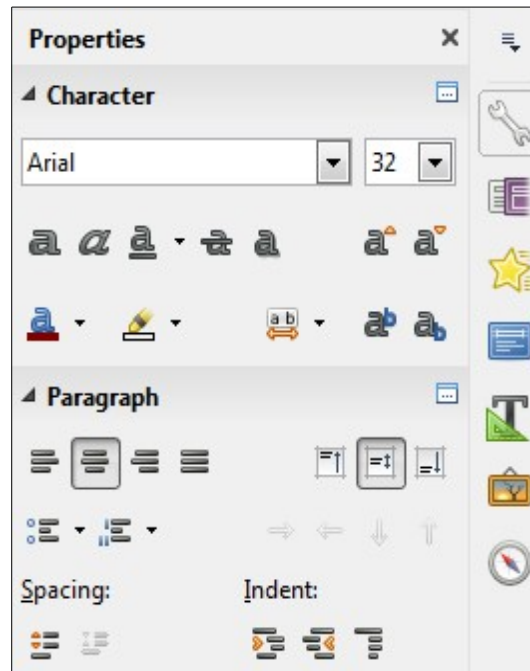 Properties
Character
Arial 32
Paragraph
Spacing: Indent: